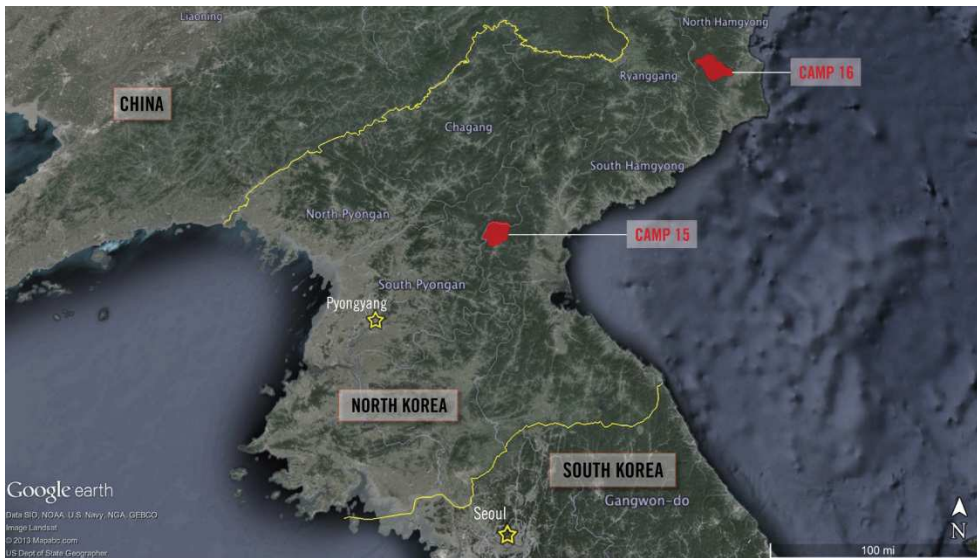 Liaoning
North Hamgyong
Ryanggang
CAMP 16
CHINA
Chagang
South Hamgyong
North Pyongan
CAMP 15
South Pyongan
Pyongyang
NORTH KOREA
SOUTH KOREA
Gangwon-do
Seoul
Google earth
Data SIO, NOAA, U.S. Navy, NGA, GEBCO
Image Landsat
© 2013 Mapabc.com
US Dept of State Geographer
N
100 mi